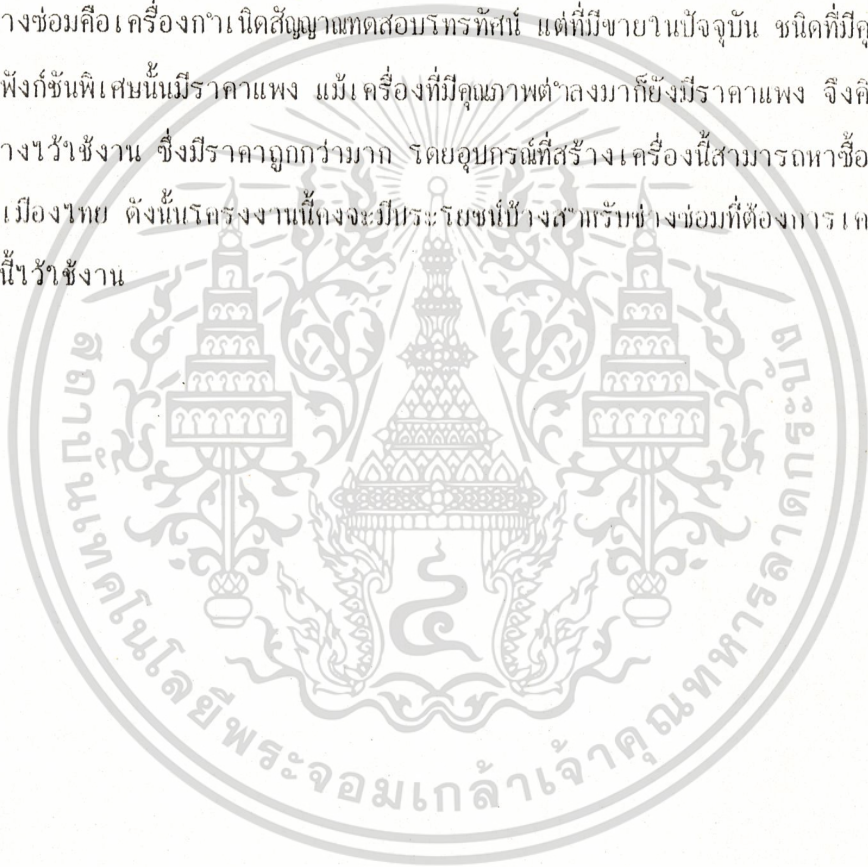 างซ่อมคือเครื่องกำเนิดสัญญาณทดสอบโทรทัศน์ แต่ที่มีขายในปัจจุบัน ชนิดที่มีคุ
ฟังก์ชันพิเศษนั้นมีราคาแพง แม้เครื่องที่มีคุณภาพต่ำลงมาก็ยังมีราคาแพง จึงคิ
างไว้ใช้งาน ซึ่งมีราคาถูกกว่ามาก โดยอุปกรณ์ที่สร้างเครื่องนี้สามารถหาซื้อ
เมืองไทย ดังนั้นโครงงานนี้คงจะมีประโยชน์บ้างสำหรับช่างซ่อมที่ต้องการเค
นี้ไว้ใช้งาน
สถาบันเทคโนโลยีพระจอมเกล้าเจ้าคุณทหารลาดกระบัง